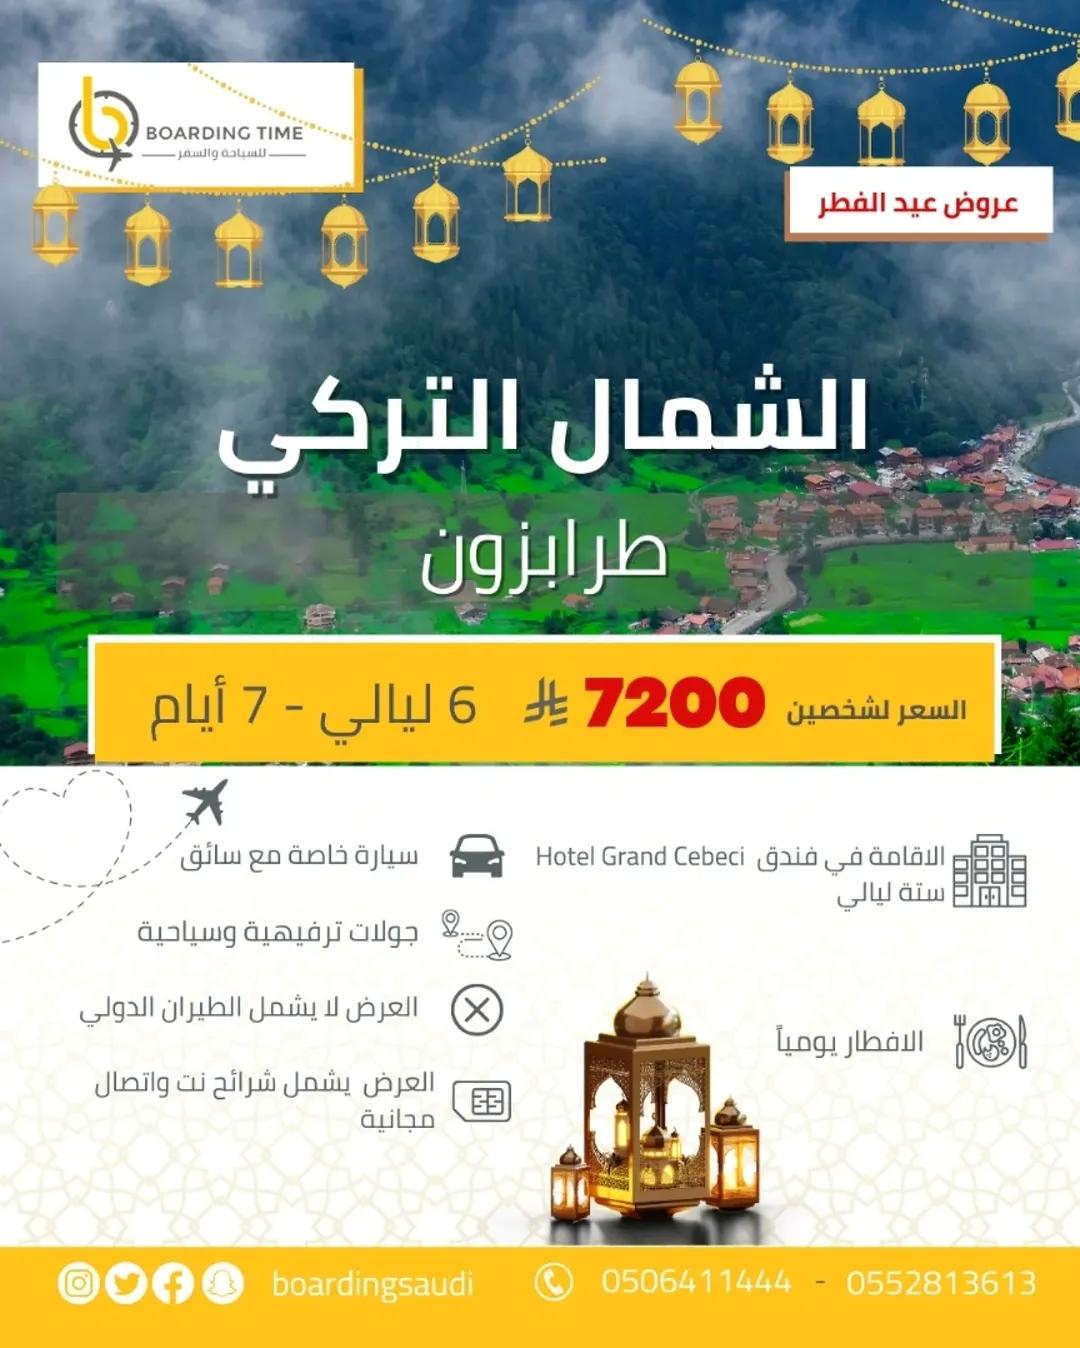 BOARDING TIME
للسياحة والسفر
عروض عيد الفطر
الشمال التركي
طرابزون
السعر لشخصين 7200 6 ليالي - 7 أيام
الاقامة في فندق Hotel Grand Cebeci
ستة ليالي
الافطار يومياً
سيارة خاصة مع سائق
جولات ترفيهية وسياحية
العرض لا يشمل الطيران الدولي
العرض يشمل شرائح نت واتصال
مجانية
boardingsaudi 0506411444 - 0552813613